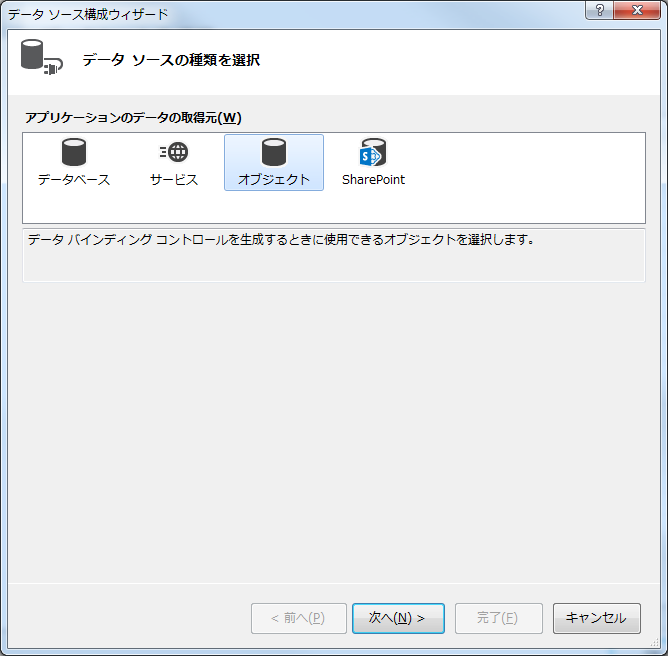 データ ソース構成ウィザード
?
データ ソースの種類を選択
アプリケーションのデータの取得元(W)
データベース
サービス
オブジェクト
SharePoint
データ バインディング コントロールを生成するときに使用できるオブジェクトを選択します。
< 前へ(P)
次へ(N) >
完了(F)
キャンセル